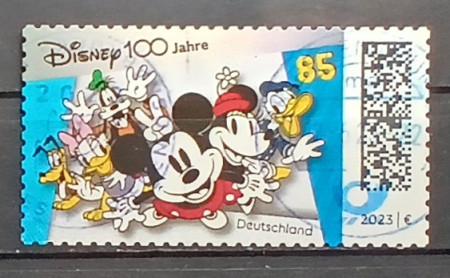 Disney 100 Jahre
85
Deutschland
2023 | €